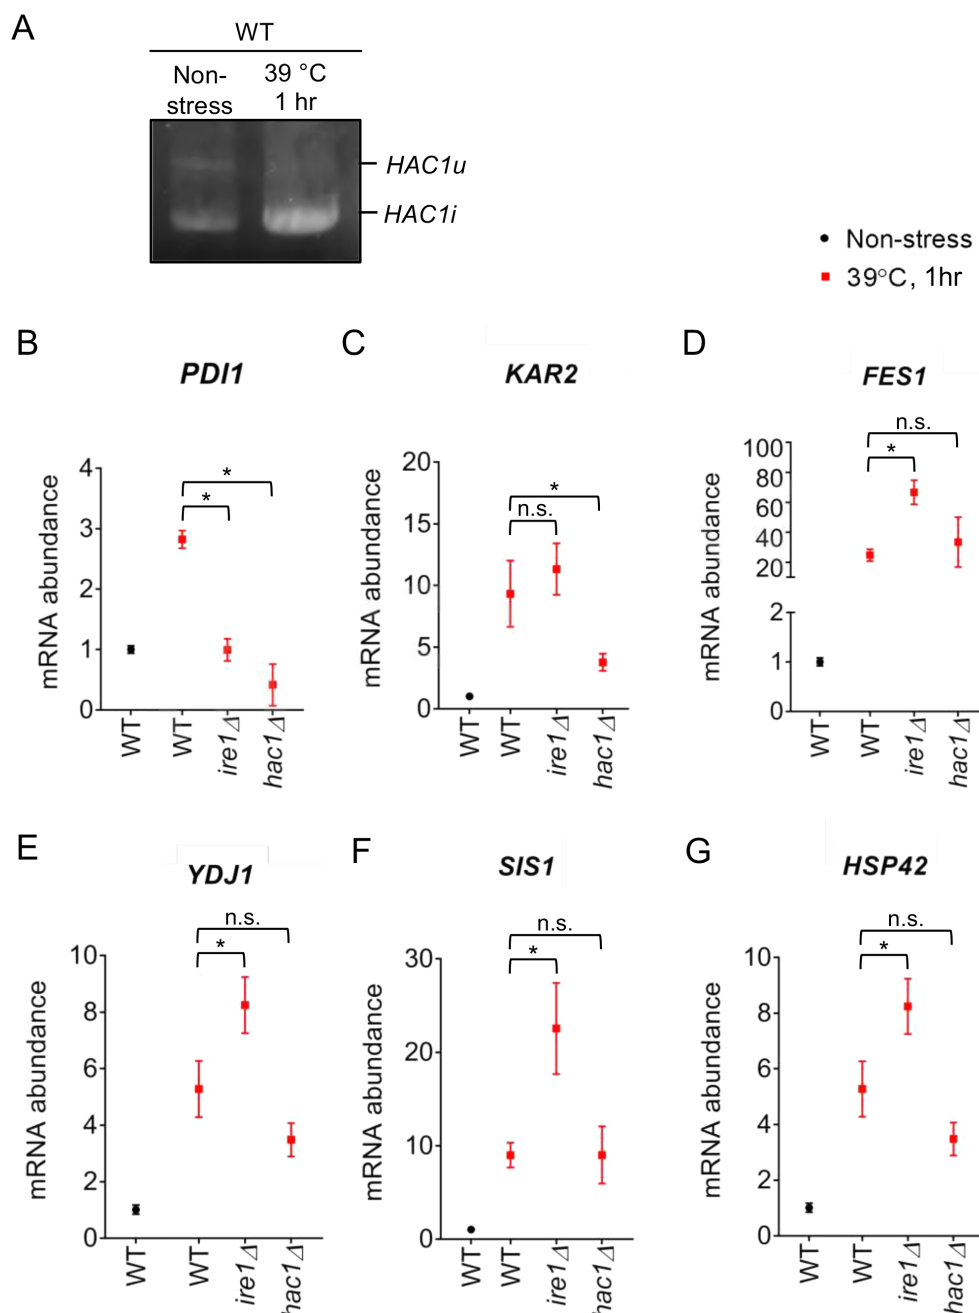 A
WT
Non-
stress
39 °C
1 hr
HAC1u
HAC1i
Non-stress
39°C, 1hr
B
PDI1
mRNA abundance
4
3
2
1
0
*
*
WT
WT
ire1Δ
hac1Δ
C
KAR2
mRNA abundance
20
15
10
5
0
*
n.s.
WT
WT
ire1Δ
hac1Δ
D
FES1
mRNA abundance
100
80
60
40
20
2
1
0
n.s.
*
WT
WT
ire1Δ
hac1Δ
E
YDJ1
mRNA abundance
10
8
6
4
2
0
n.s.
*
WT
WT
ire1Δ
hac1Δ
F
SIS1
mRNA abundance
30
20
10
0
n.s.
*
WT
WT
ire1Δ
hac1Δ
G
HSP42
mRNA abundance
10
8
6
4
2
0
n.s.
*
WT
WT
ire1Δ
hac1Δ